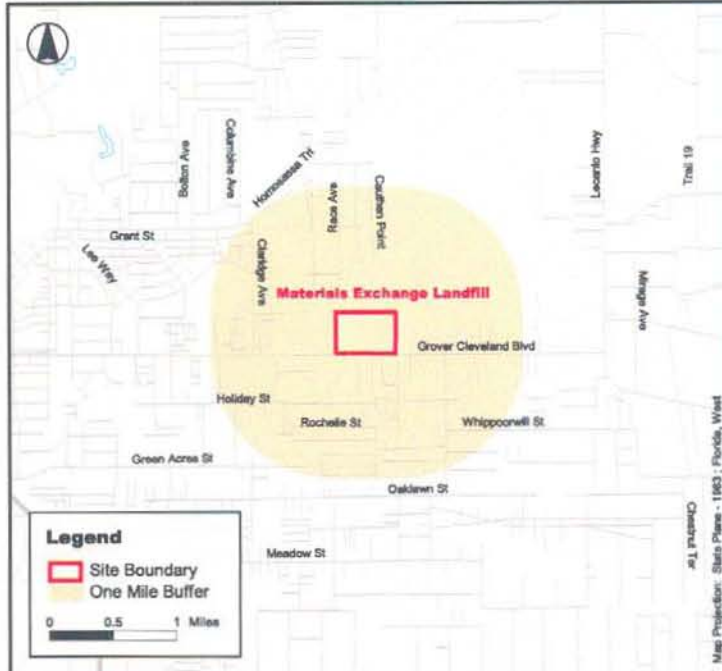 Bolton Ave
Columbine Ave
Homosassa Trl
Race Ave
Cauthen Point
Lecanto Hwy
Trail 19
Grant St
Lee Way
Claridge Ave
Mirage Ave
Materials Exchange Landfill
Grover Cleveland Blvd
Holiday St
Rochelle St
Whippoorwill St
Green Acres St
Oaklawn St
Chestnut Ter
Meadow St
Legend
Site Boundary
One Mile Buffer
0 0.5 1 Miles
Map Projection: State Plane - 1983 : Florida, West